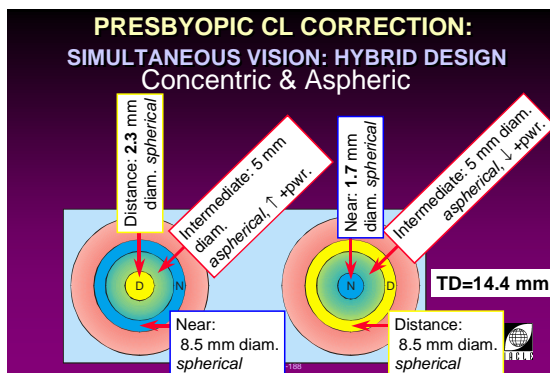 PRESBYOPIC CL CORRECTION:
SIMULTANEOUS VISION: HYBRID DESIGN
Concentric & Aspheric
Distance: 2.3 mm
diam. spherical
Intermediate: 5 mm
diam.
aspherical, ↑ +pwr.
Near: 1.7 mm
diam. spherical
Intermediate: 5 mm diam.
aspherical, ↓ +pwr.
D
N
N
D
TD=14.4 mm
Near:
8.5 mm diam.
spherical
Distance:
8.5 mm diam.
spherical
-188
IACLE